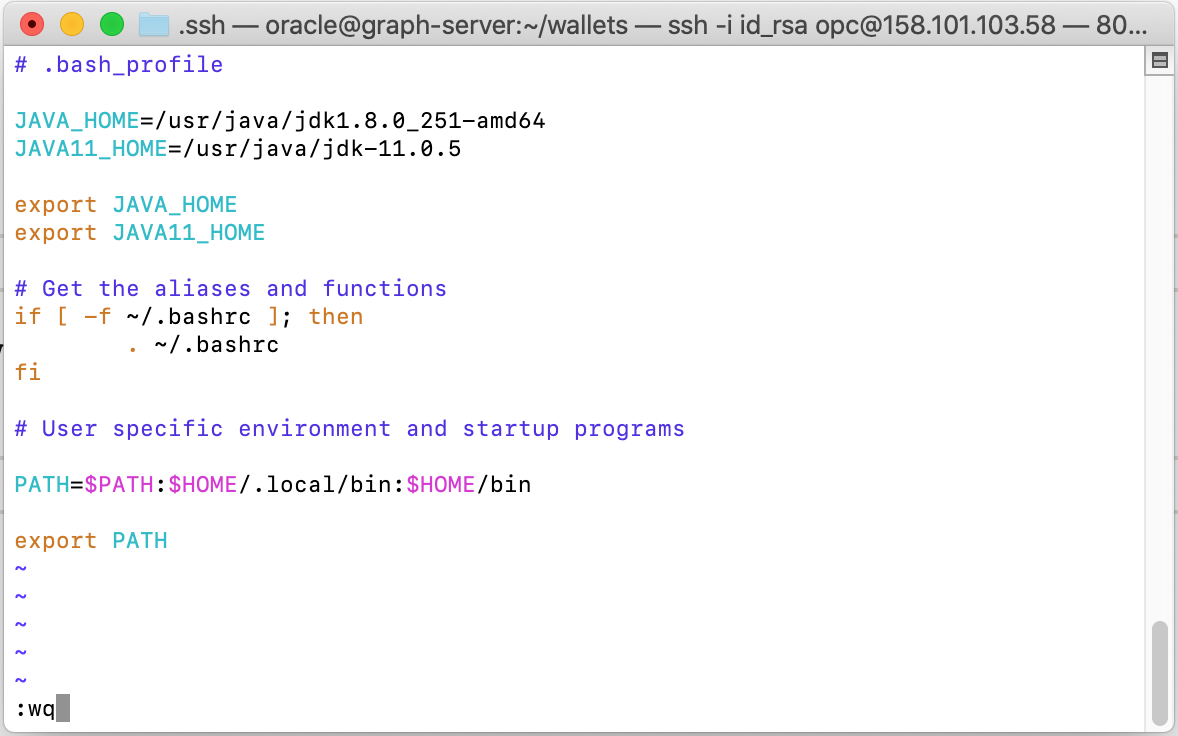 .ssh — oracle@graph-server:~/wallets — ssh -i id_rsa opc@158.101.103.58 — 80...
# .bash_profile
JAVA_HOME=/usr/java/jdk1.8.0_251-amd64
JAVA11_HOME=/usr/java/jdk-11.0.5
export JAVA_HOME
export JAVA11_HOME
# Get the aliases and functions
if [ -f ~/.bashrc ]; then
        . ~/.bashrc
fi
# User specific environment and startup programs
PATH=$PATH:$HOME/.local/bin:$HOME/bin
export PATH
~
~
~
~
~
:wq